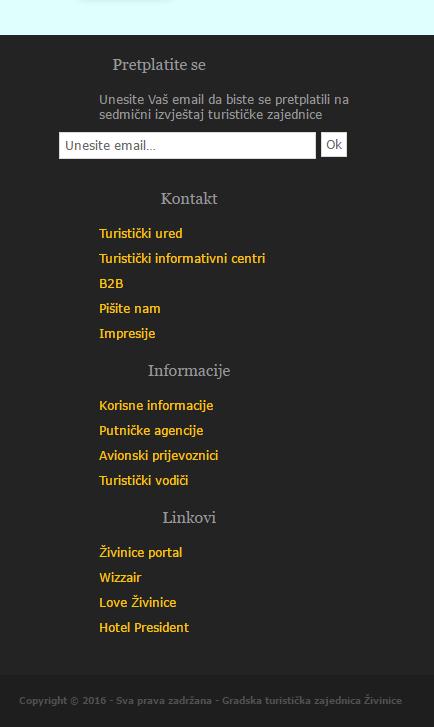 Pretplatite se
Unesite Vaš email da biste se pretplatili na
sedmični izvještaj turističke zajednice
Unesite email...
Ok
Kontakt
Turistički ured
Turistički informativni centri
B2B
Pišite nam
Impresije
Informacije
Korisne informacije
Putničke agencije
Avionski prijevoznici
Turistički vodiči
Linkovi
Živinice portal
Wizzair
Love Živinice
Hotel President
Copyright © 2016 - Sva prava zadržana - Gradska turistička zajednica Živinice